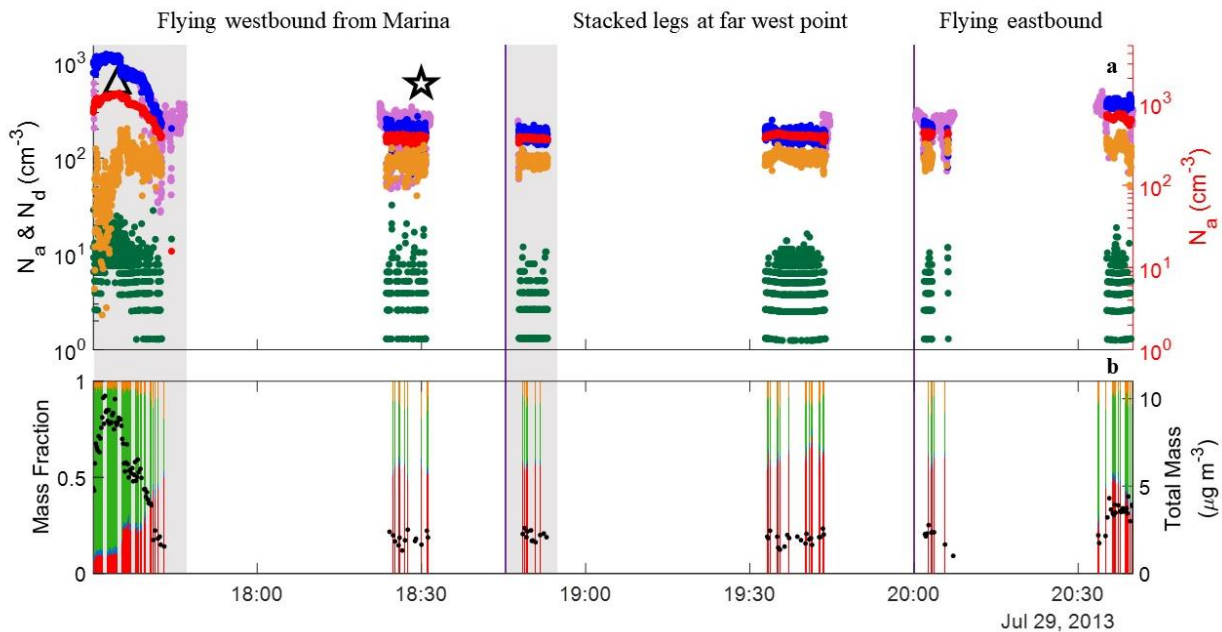 Flying westbound from Marina Stacked legs at far west point Flying eastbound
a
N_a & N_d (cm^-3)
10^3
10^2
10^1
10^0
N_a (cm^-3)
10^3
10^2
10^1
10^0
b
Mass Fraction
1
0.5
0
Total Mass
(μg m^-3)
10
5
0
18:00 18:30 19:00 19:30 20:00 20:30
Jul 29, 2013